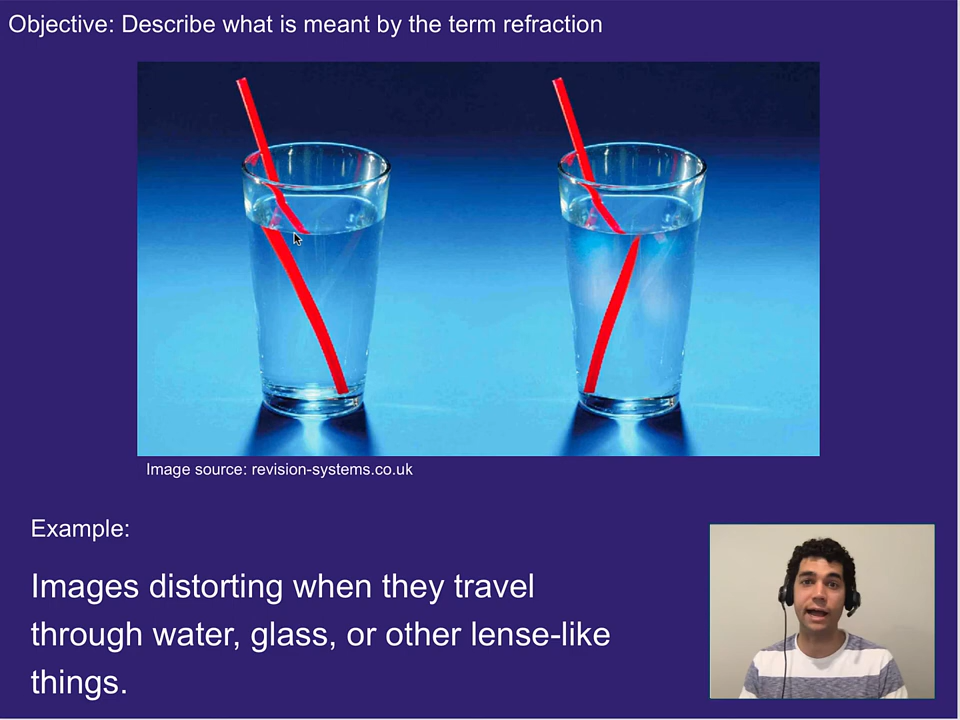 Objective: Describe what is meant by the term refraction
Image source: revision-systems.co.uk
Example:
Images distorting when they travel
through water, glass, or other lense-like
things.